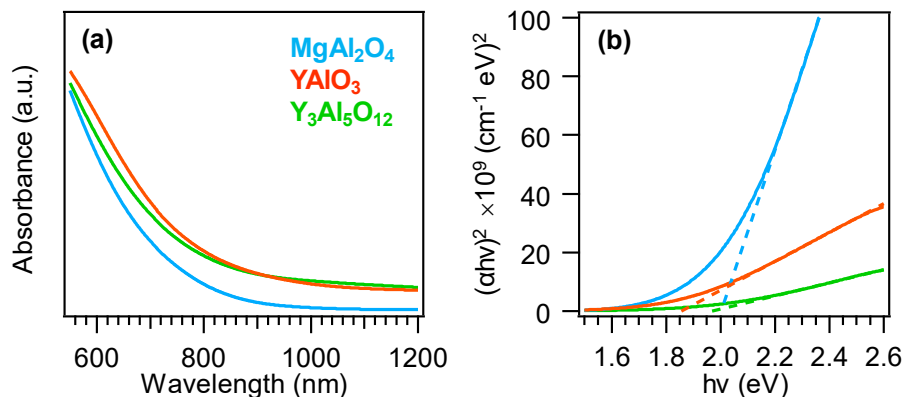 (a)
MgAl₂O₄
YAlO₃
Y₃Al₅O₁₂
Absorbance (a.u.)
600 800 1000 1200
Wavelength (nm)
(b)
100
80
60
40
20
0
(αhν)² ×10⁹ (cm⁻¹ eV)²
1.6 1.8 2.0 2.2 2.4 2.6
hν (eV)